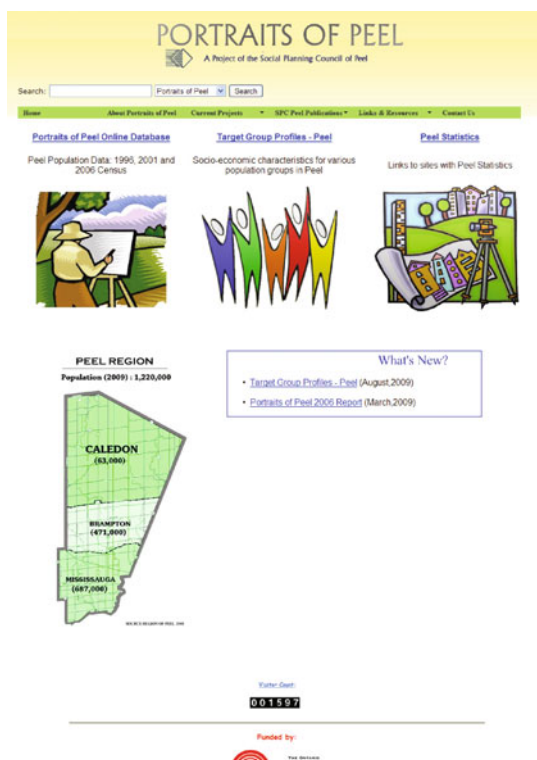 PORTRAITS OF PEEL
A Project of the Social Planning Council of Peel
Search: Portraits of Peel Search
Home About Portraits of Peel Current Projects SPC Peel Publications Links & Resources Contact Us
Portraits of Peel Online Database
Peel Population Data: 1996, 2001 and
2006 Census
Target Group Profiles - Peel
Socio-economic characteristics for various
population groups in Peel
Peel Statistics
Links to sites with Peel Statistics
PEEL REGION
Population (2009) : 1,220,000
CALEDON
(63,000)
BRAMPTON
(471,000)
MISSISSAUGA
(687,000)
What's New?
• Target Group Profiles - Peel (August,2009)
• Portraits of Peel 2006 Report (March,2009)
Visitor Count:
001597
Funded by:
THE ONTARIO